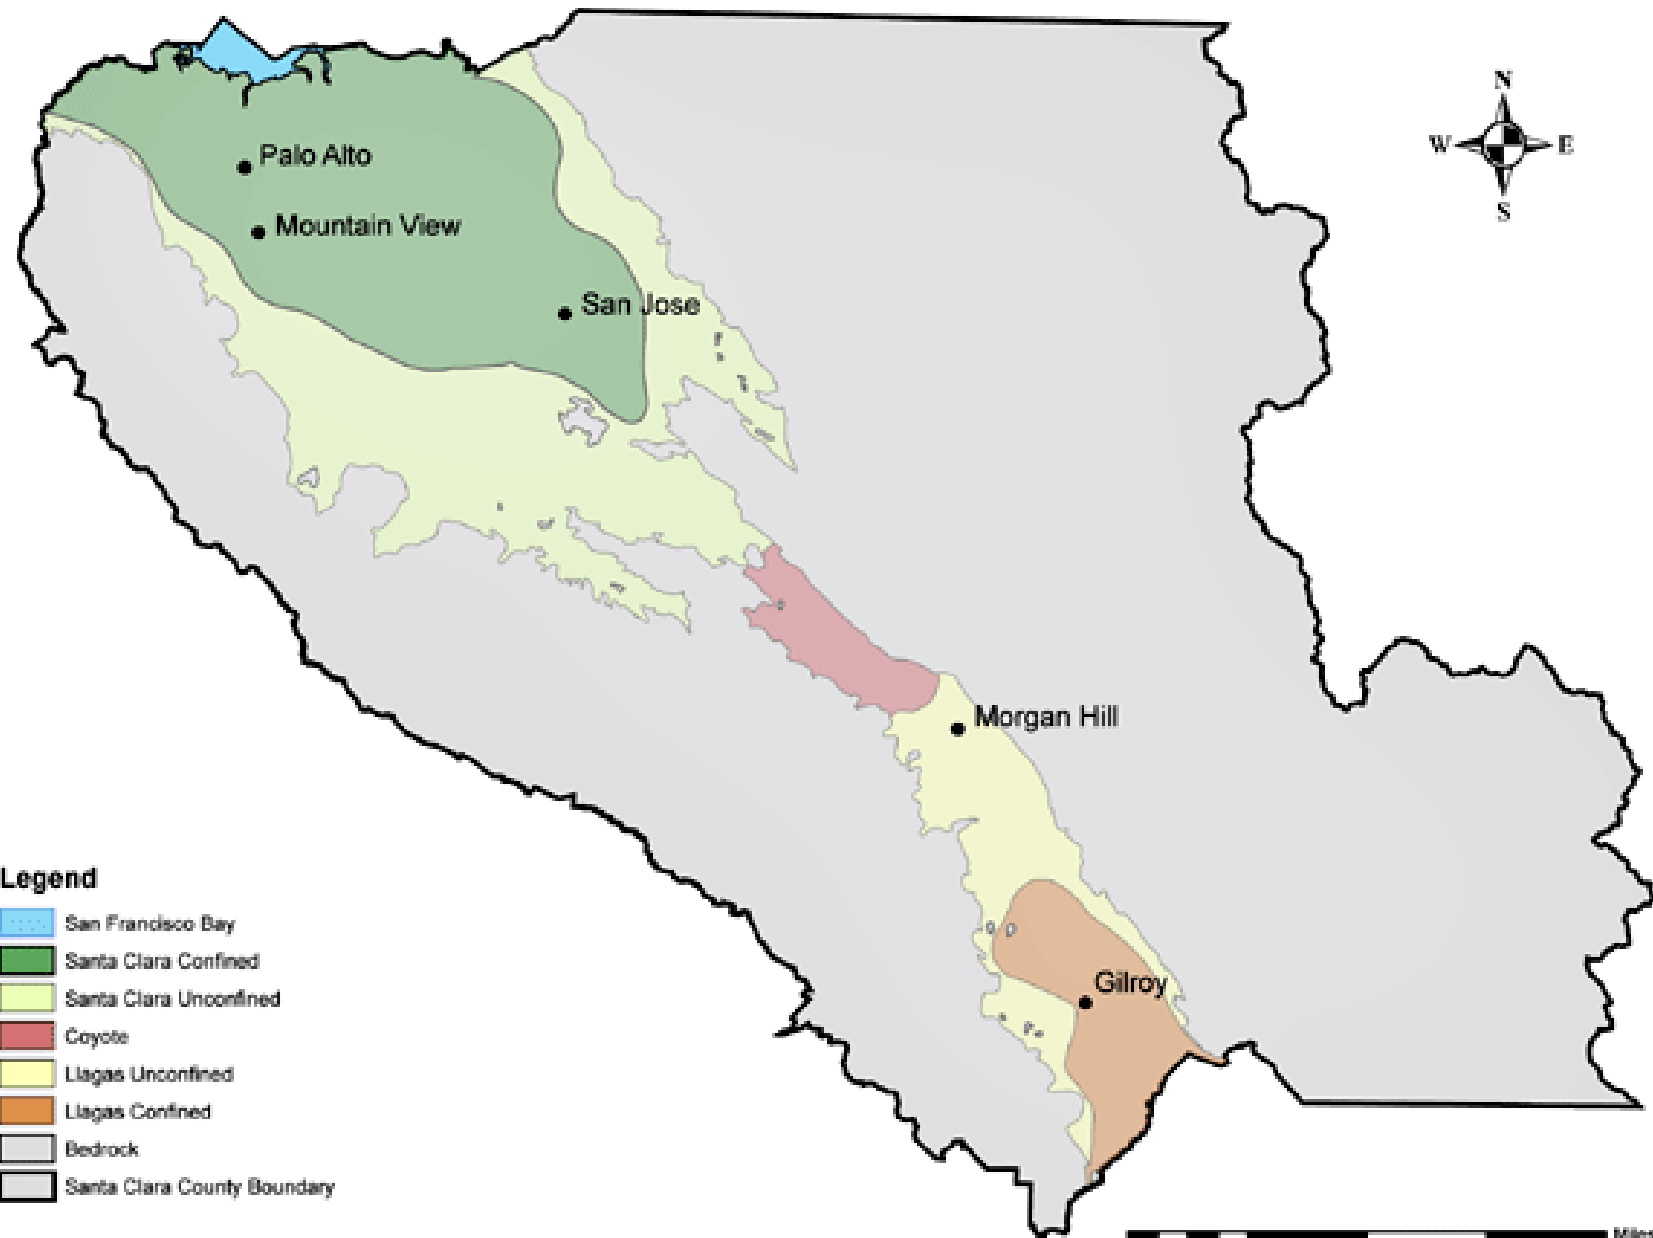 N
W E
S
Palo Alto
Mountain View
San Jose
Morgan Hill
Gilroy
Legend
San Francisco Bay
Santa Clara Confined
Santa Clara Unconfined
Coyote
Llagas Unconfined
Llagas Confined
Bedrock
Santa Clara County Boundary